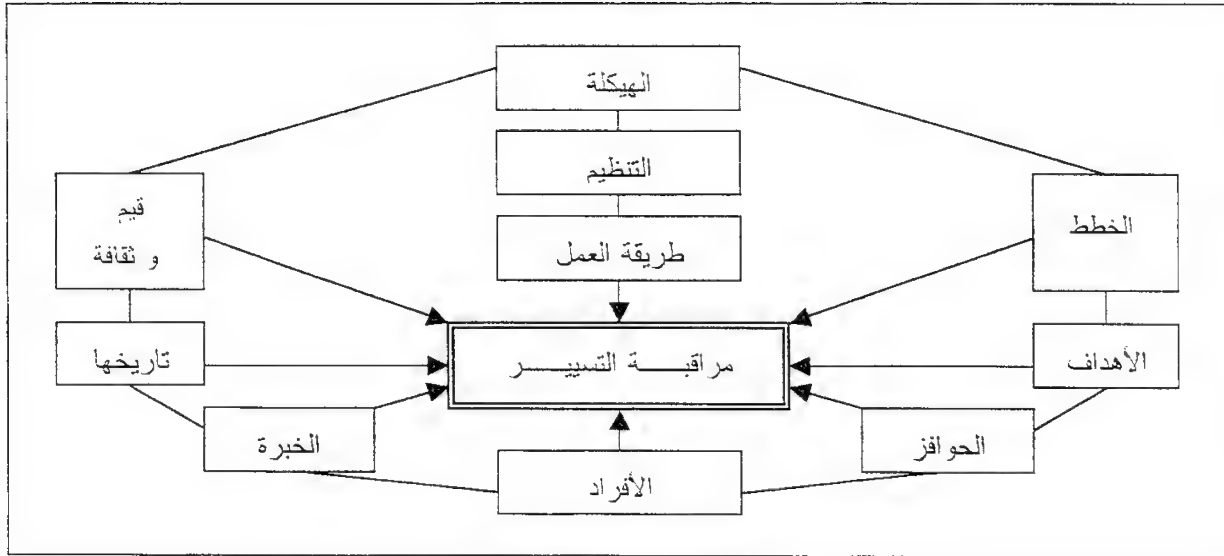 الهيكلة
التنظيم
قيم
و ثقافة
الخطط
طريقة العمل
مراقبة التسيير
تاريخها
الأهداف
الخبرة
الحوافز
الأفراد